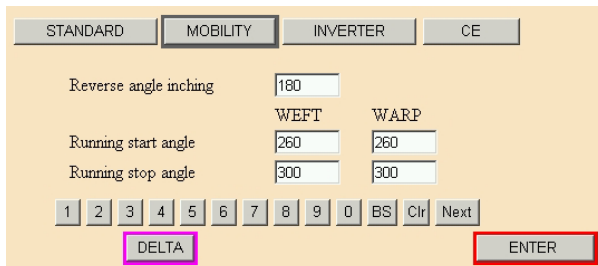 STANDARD MOBILITY INVERTER CE
Reverse angle inching 180
WEFT WARP
Running start angle 260 260
Running stop angle 300 300
1 2 3 4 5 6 7 8 9 0 BS Clr Next
DELTA ENTER